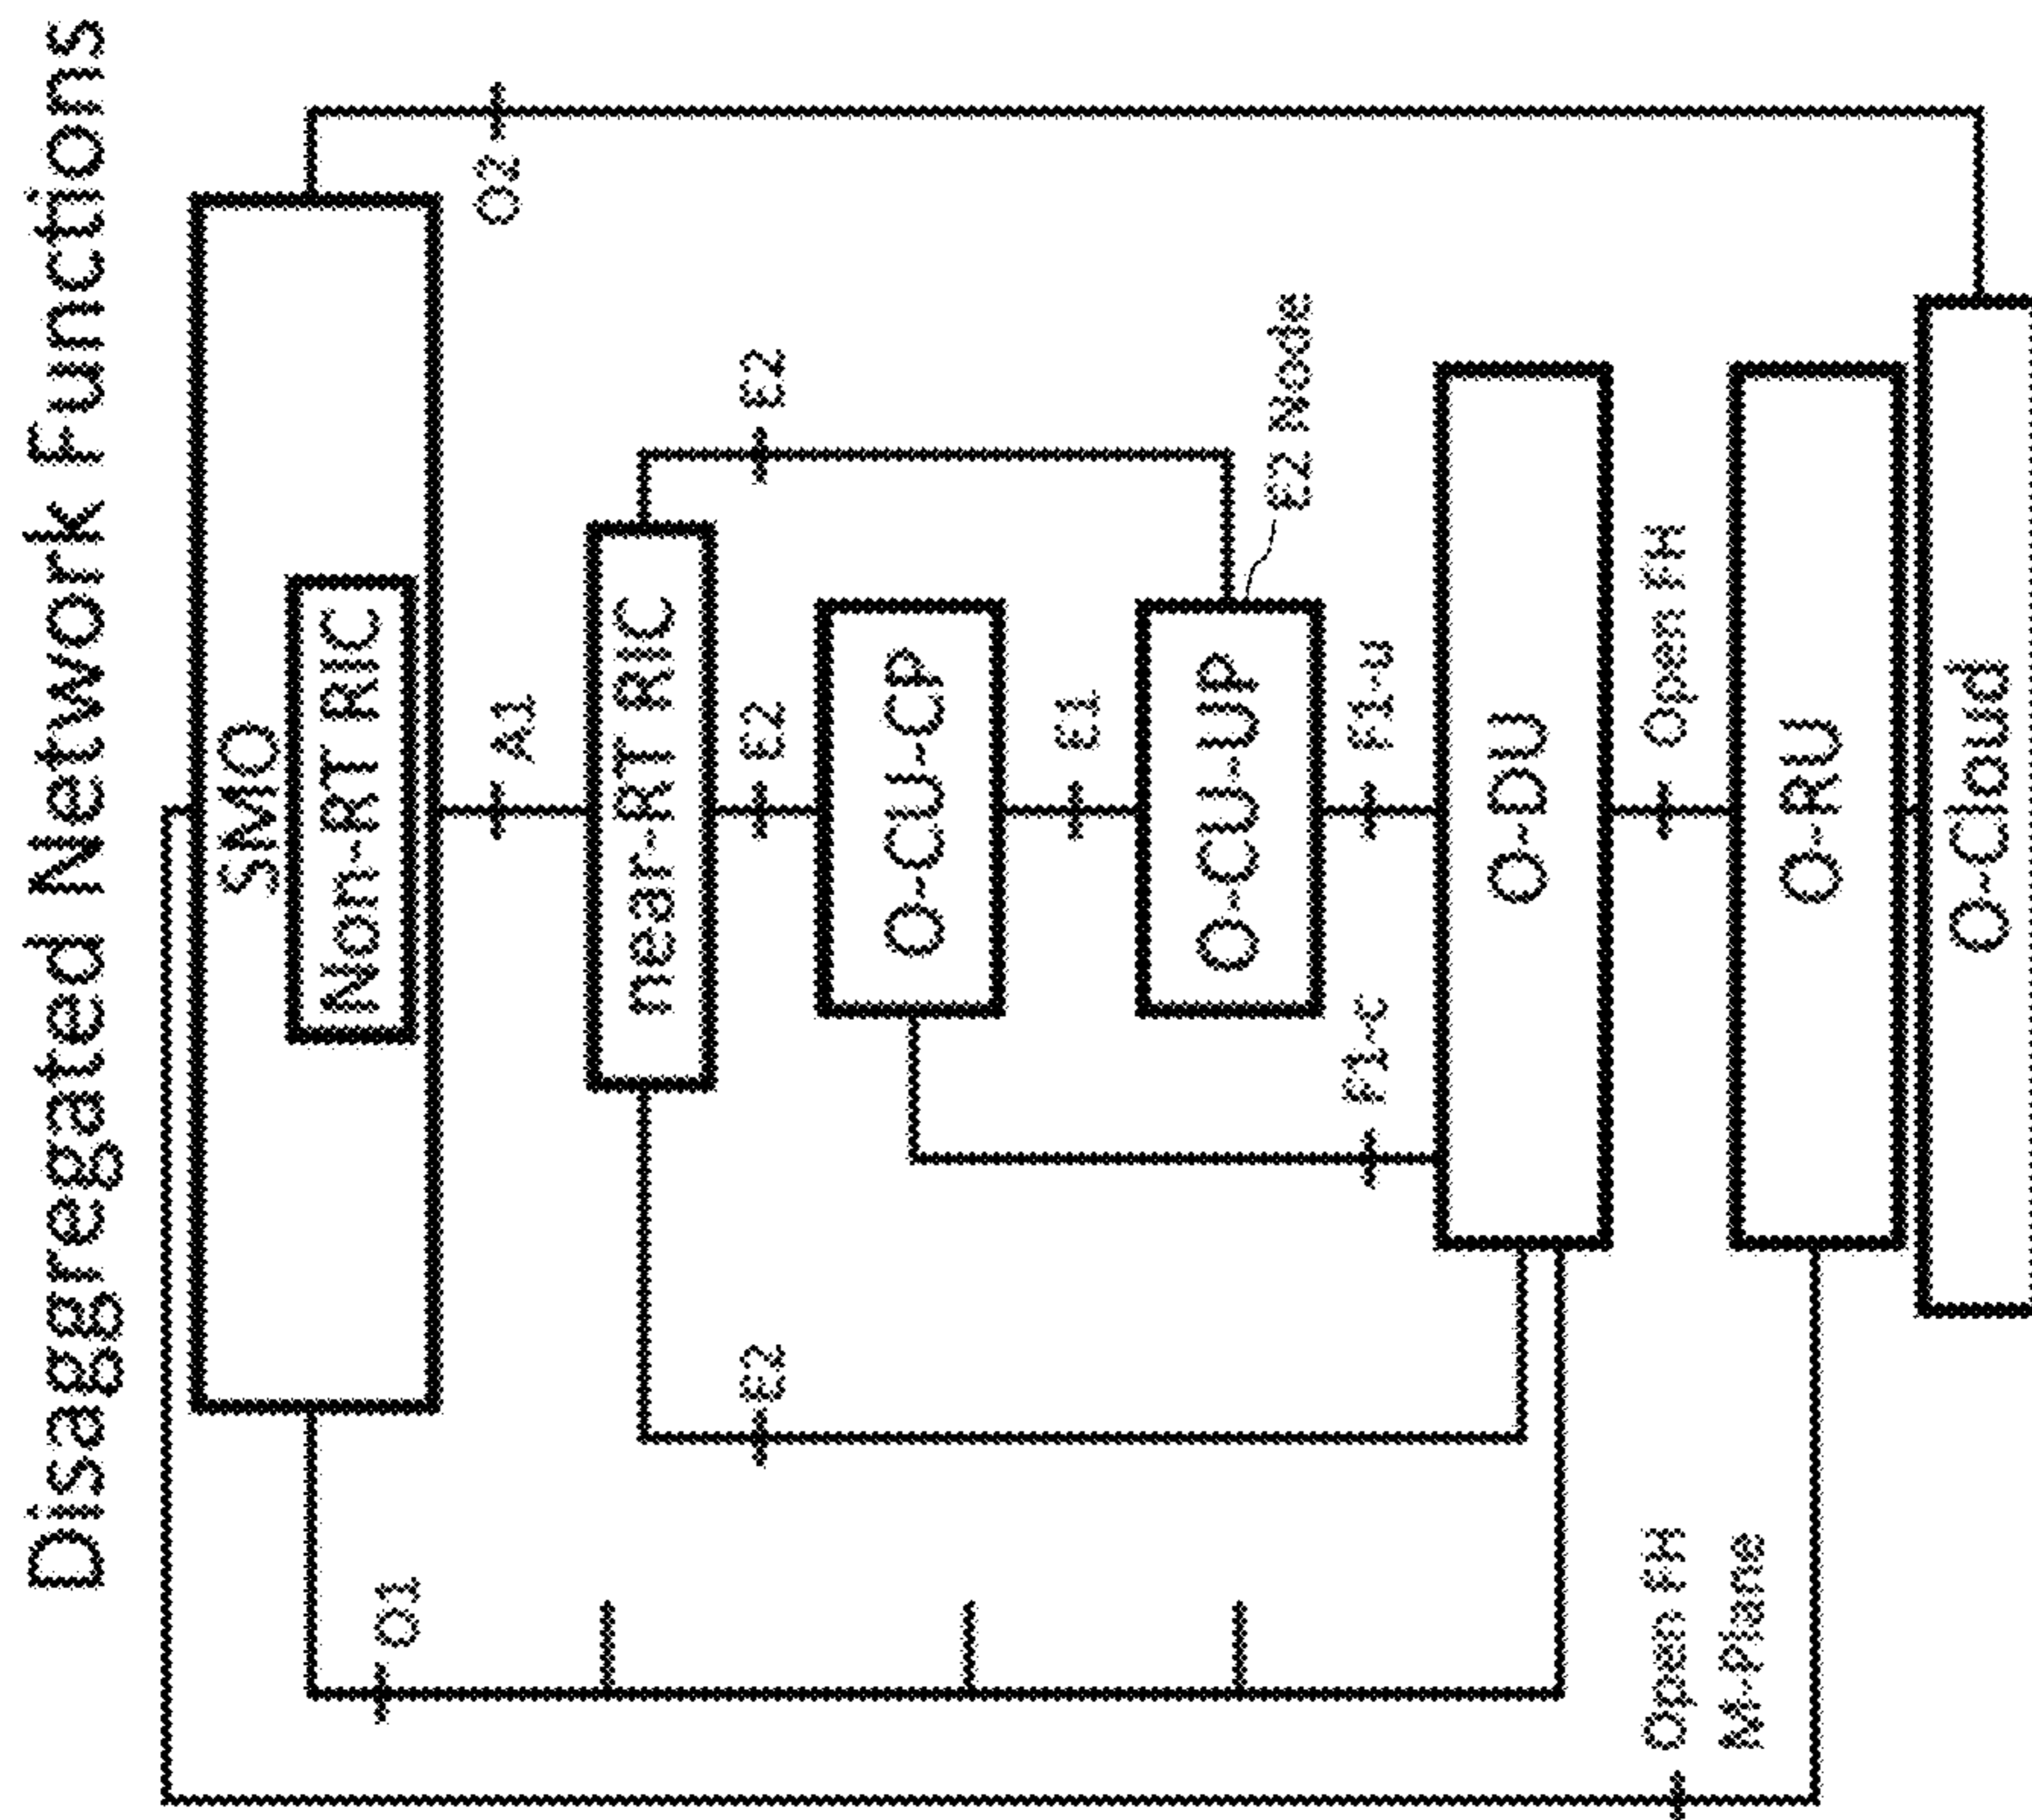 Disaggregated Network Functions
SMO
Non-RT RIC
O2
A1
O1
near-RT RIC
E2
E2
E2
O-CU-CP
E1
O-CU-UP
E2 Node
F1-c
F1-u
O-DU
Open FH
Open FH
M-Plane
O-RU
O-Cloud